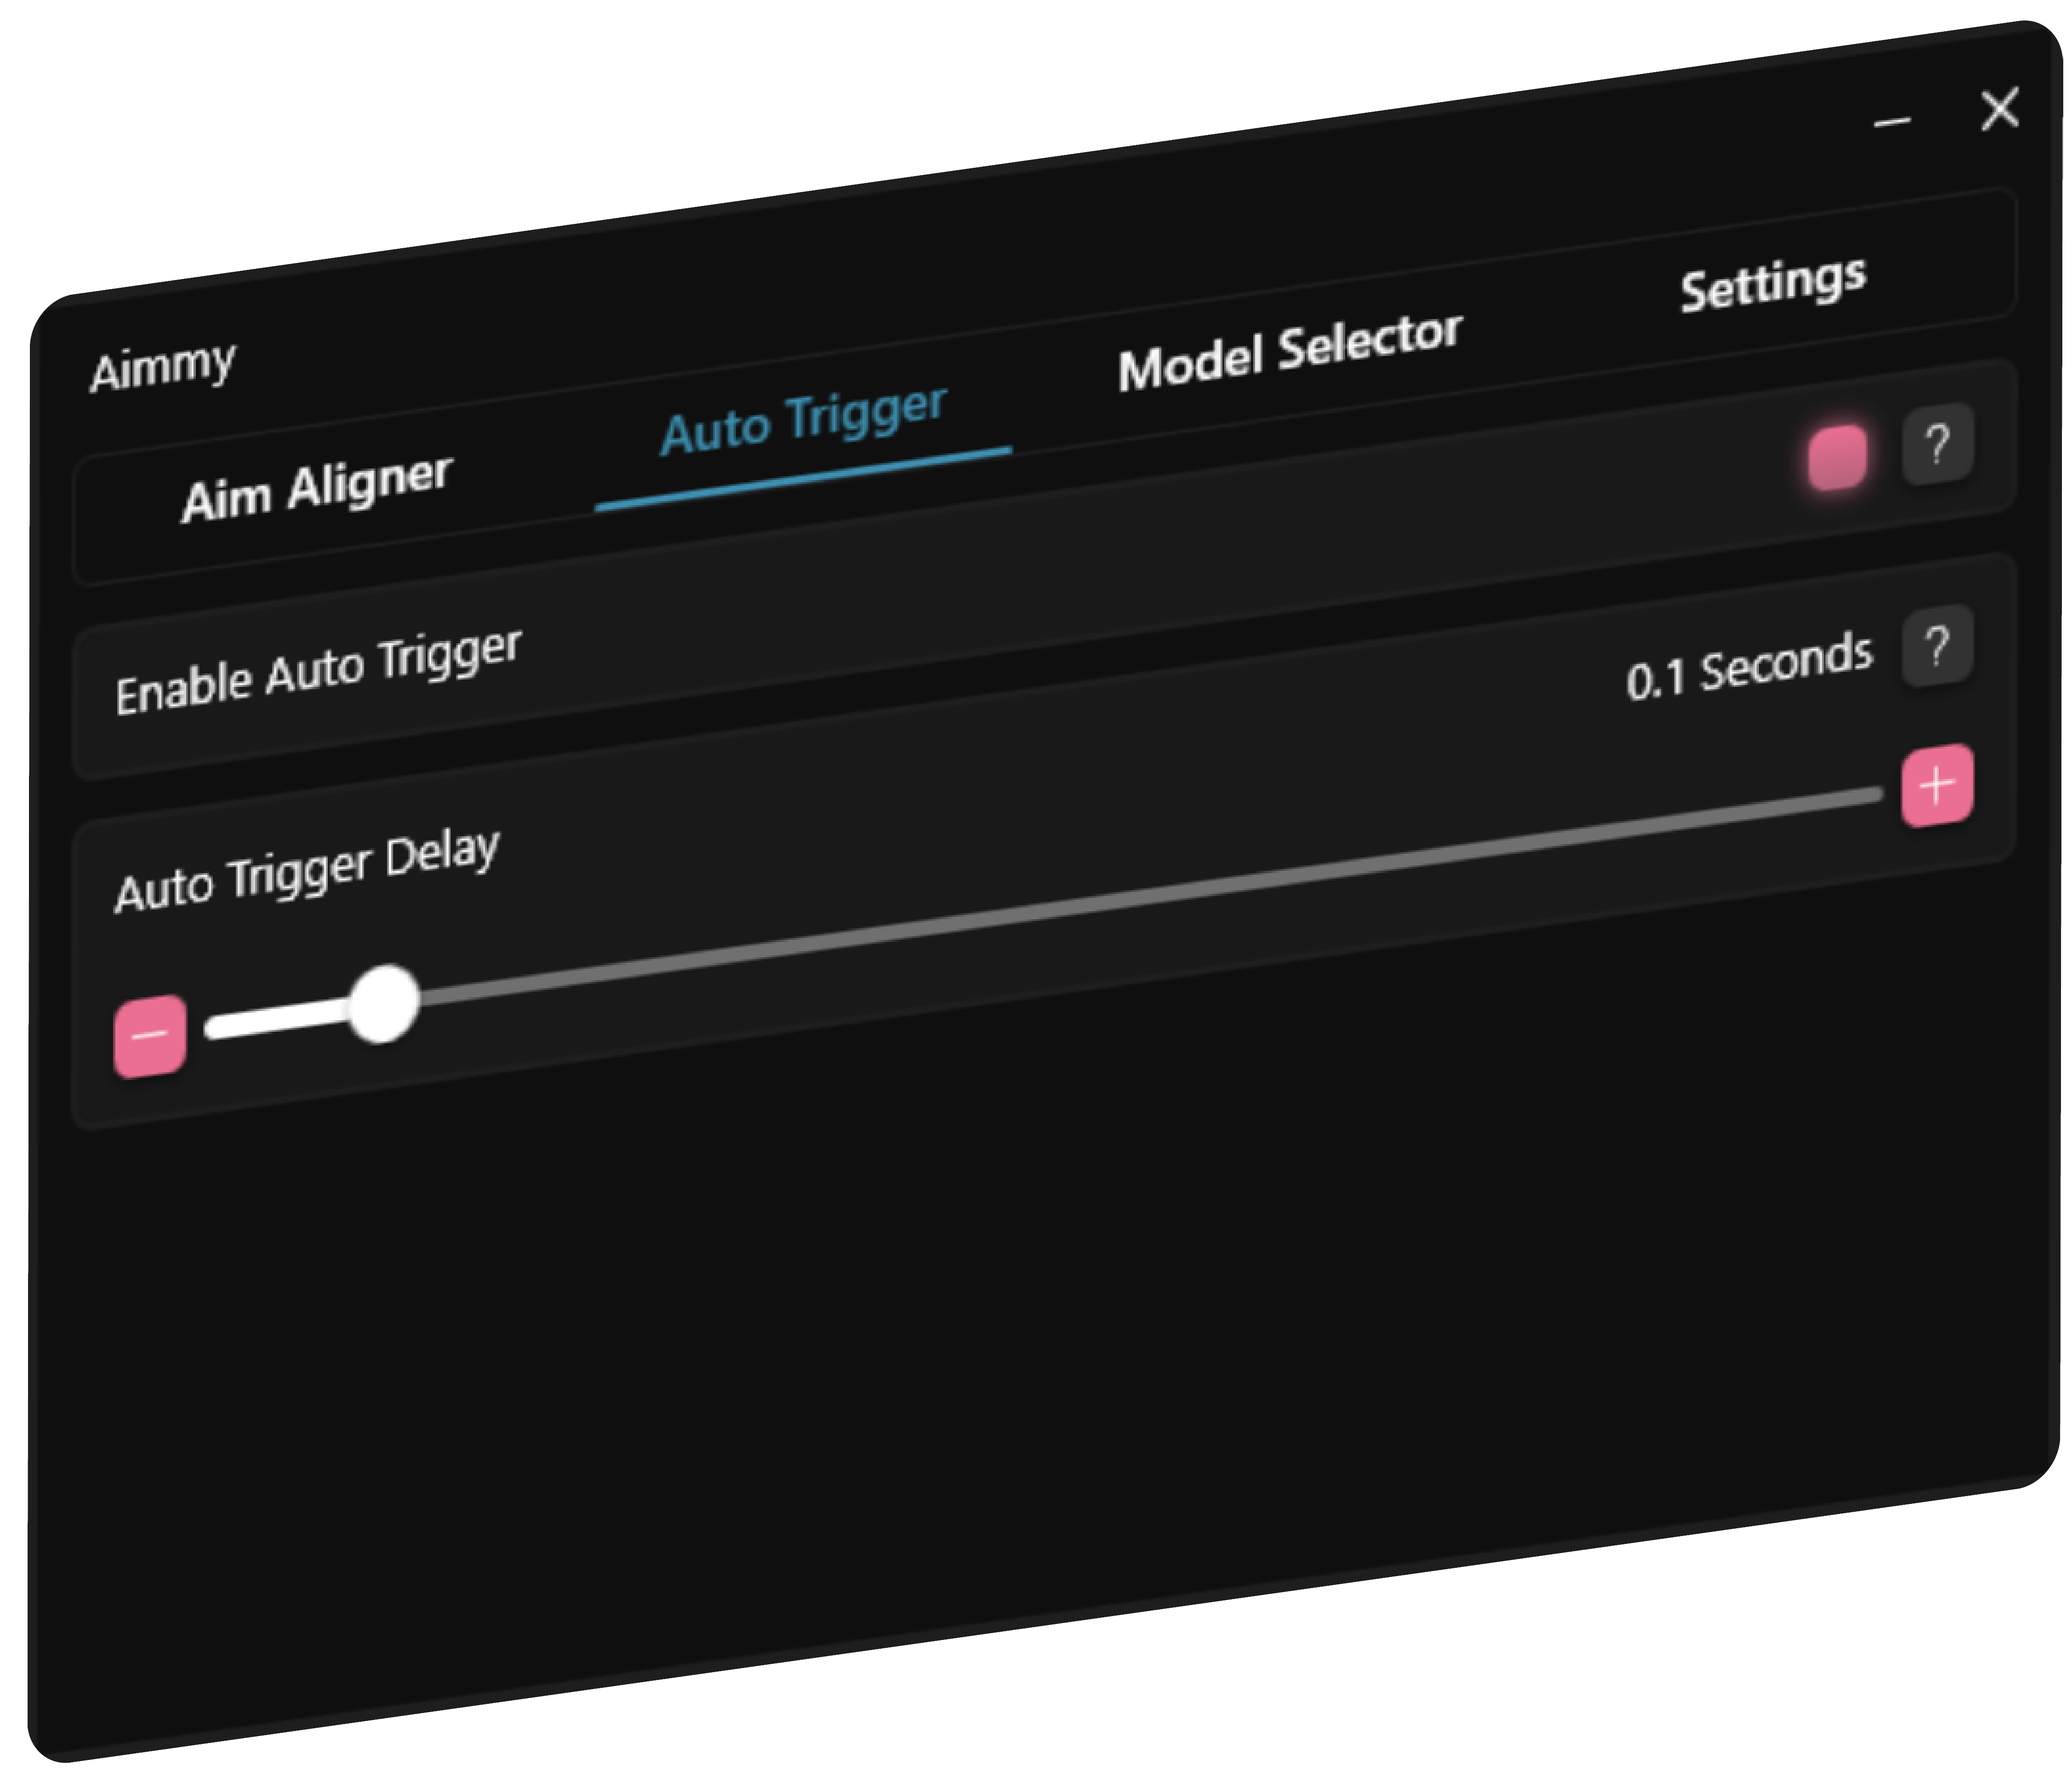 Aimmy
Aim Aligner Auto Trigger Model Selector Settings
Enable Auto Trigger ?
Auto Trigger Delay 0.1 Seconds ?